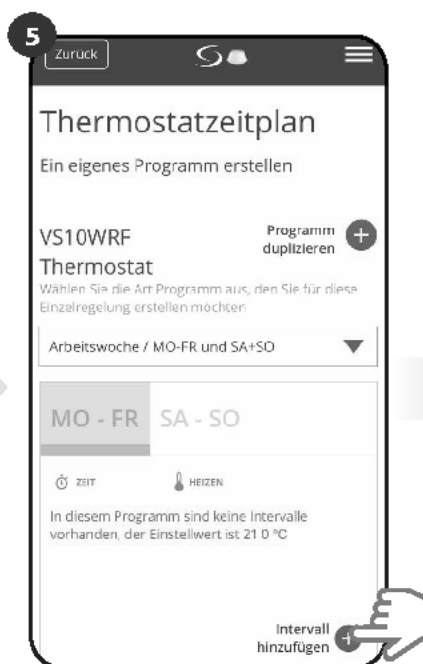 5
Zurück
Thermostatzeitplan
Ein eigenes Programm erstellen
VS10WRF
Thermostat
Programm
duplizieren
Wählen Sie die Art Programm aus, den Sie für diese
Einzelregelung erstellen möchten
Arbeitswoche / MO-FR und SA+SO
MO - FR SA - SO
ZEIT HEIZEN
In diesem Programm sind keine Intervalle
vorhanden, der Einstellwert ist 21 0 °C
Intervall
hinzufügen